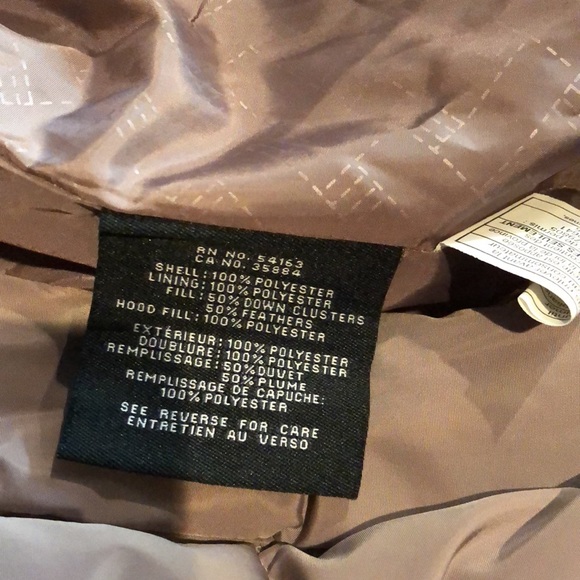 RN NO. 54163
CA NO. 35884
SHELL: 100% POLYESTER
LINING: 100% POLYESTER
FILL: 50% DOWN CLUSTERS
50% FEATHERS
HOOD FILL: 100% POLYESTER
EXTÉRIEUR: 100% POLYESTER
DOUBLURE: 100% POLYESTER
REMPLISSAGE: 50% DUVET
50% PLUME
REMPLISSAGE DE CAPUCHE:
100% POLYESTER
SEE REVERSE FOR CARE
ENTRETIEN AU VERSO